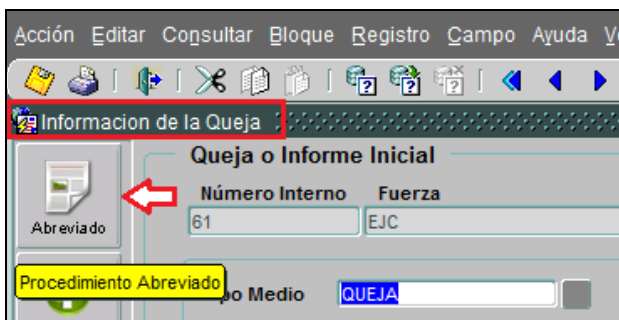 Acción Editar Consultar Bloque Registro Campo Ayuda
Informacion de la Queja
Queja o Informe Inicial
Número Interno Fuerza
Abreviado
61 EJC
Procedimiento Abreviado
Medio QUEJA